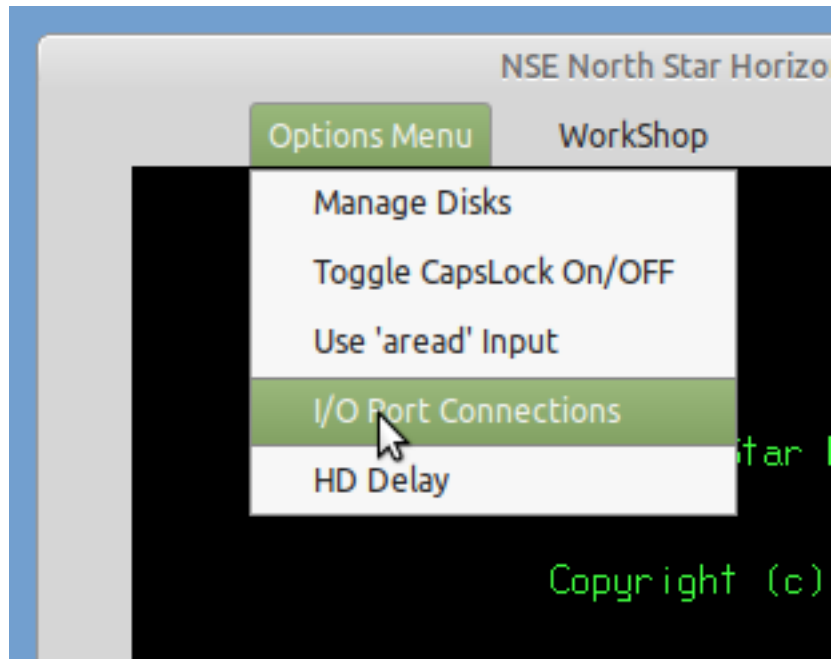 NSE North Star Horizo
Options Menu WorkShop
Manage Disks
Toggle CapsLock On/OFF
Use 'aread' Input
I/O Port Connections
tar
HD Delay
Copyright (c)